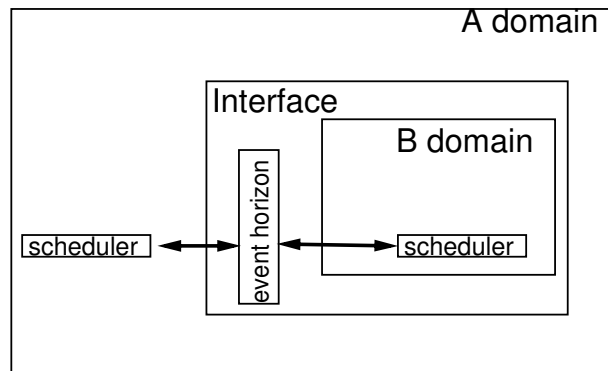 A domain
Interface
B domain
event horizon
scheduler
scheduler